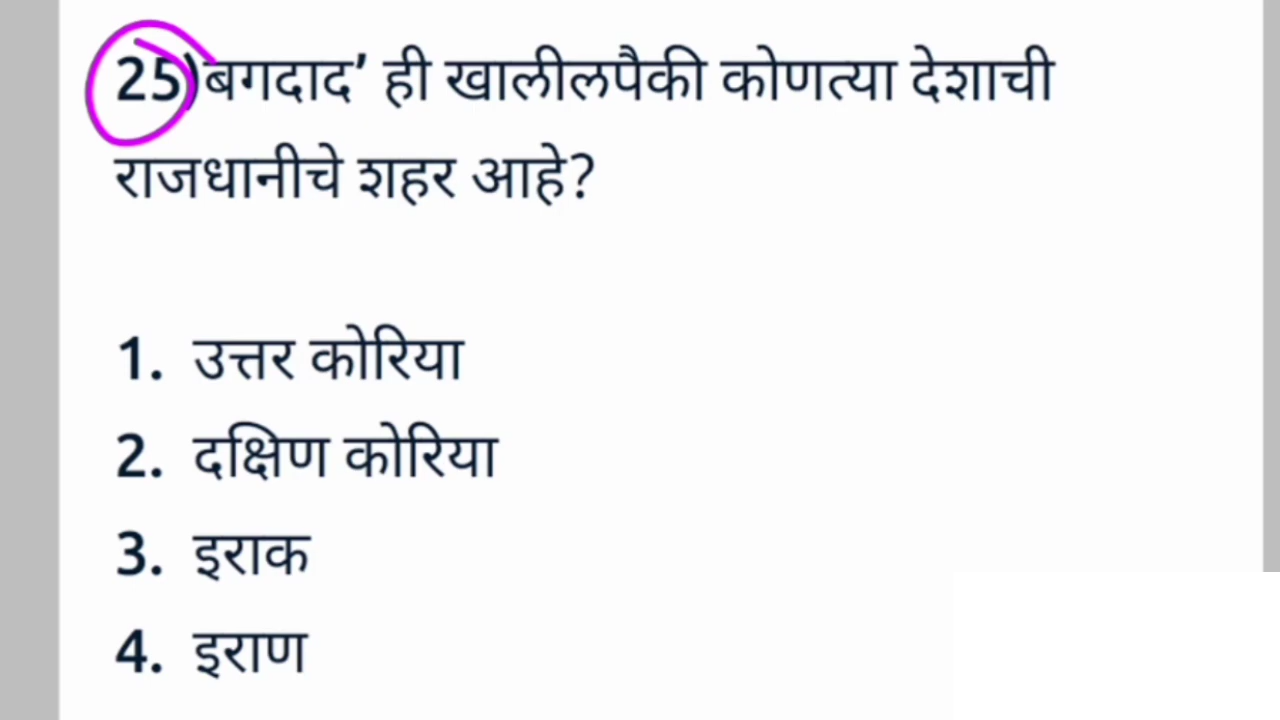 25)बगदाद’ ही खालीलपैकी कोणत्या देशाची
राजधानीचे शहर आहे?
1. उत्तर कोरिया
2. दक्षिण कोरिया
3. इराक
4. इराण